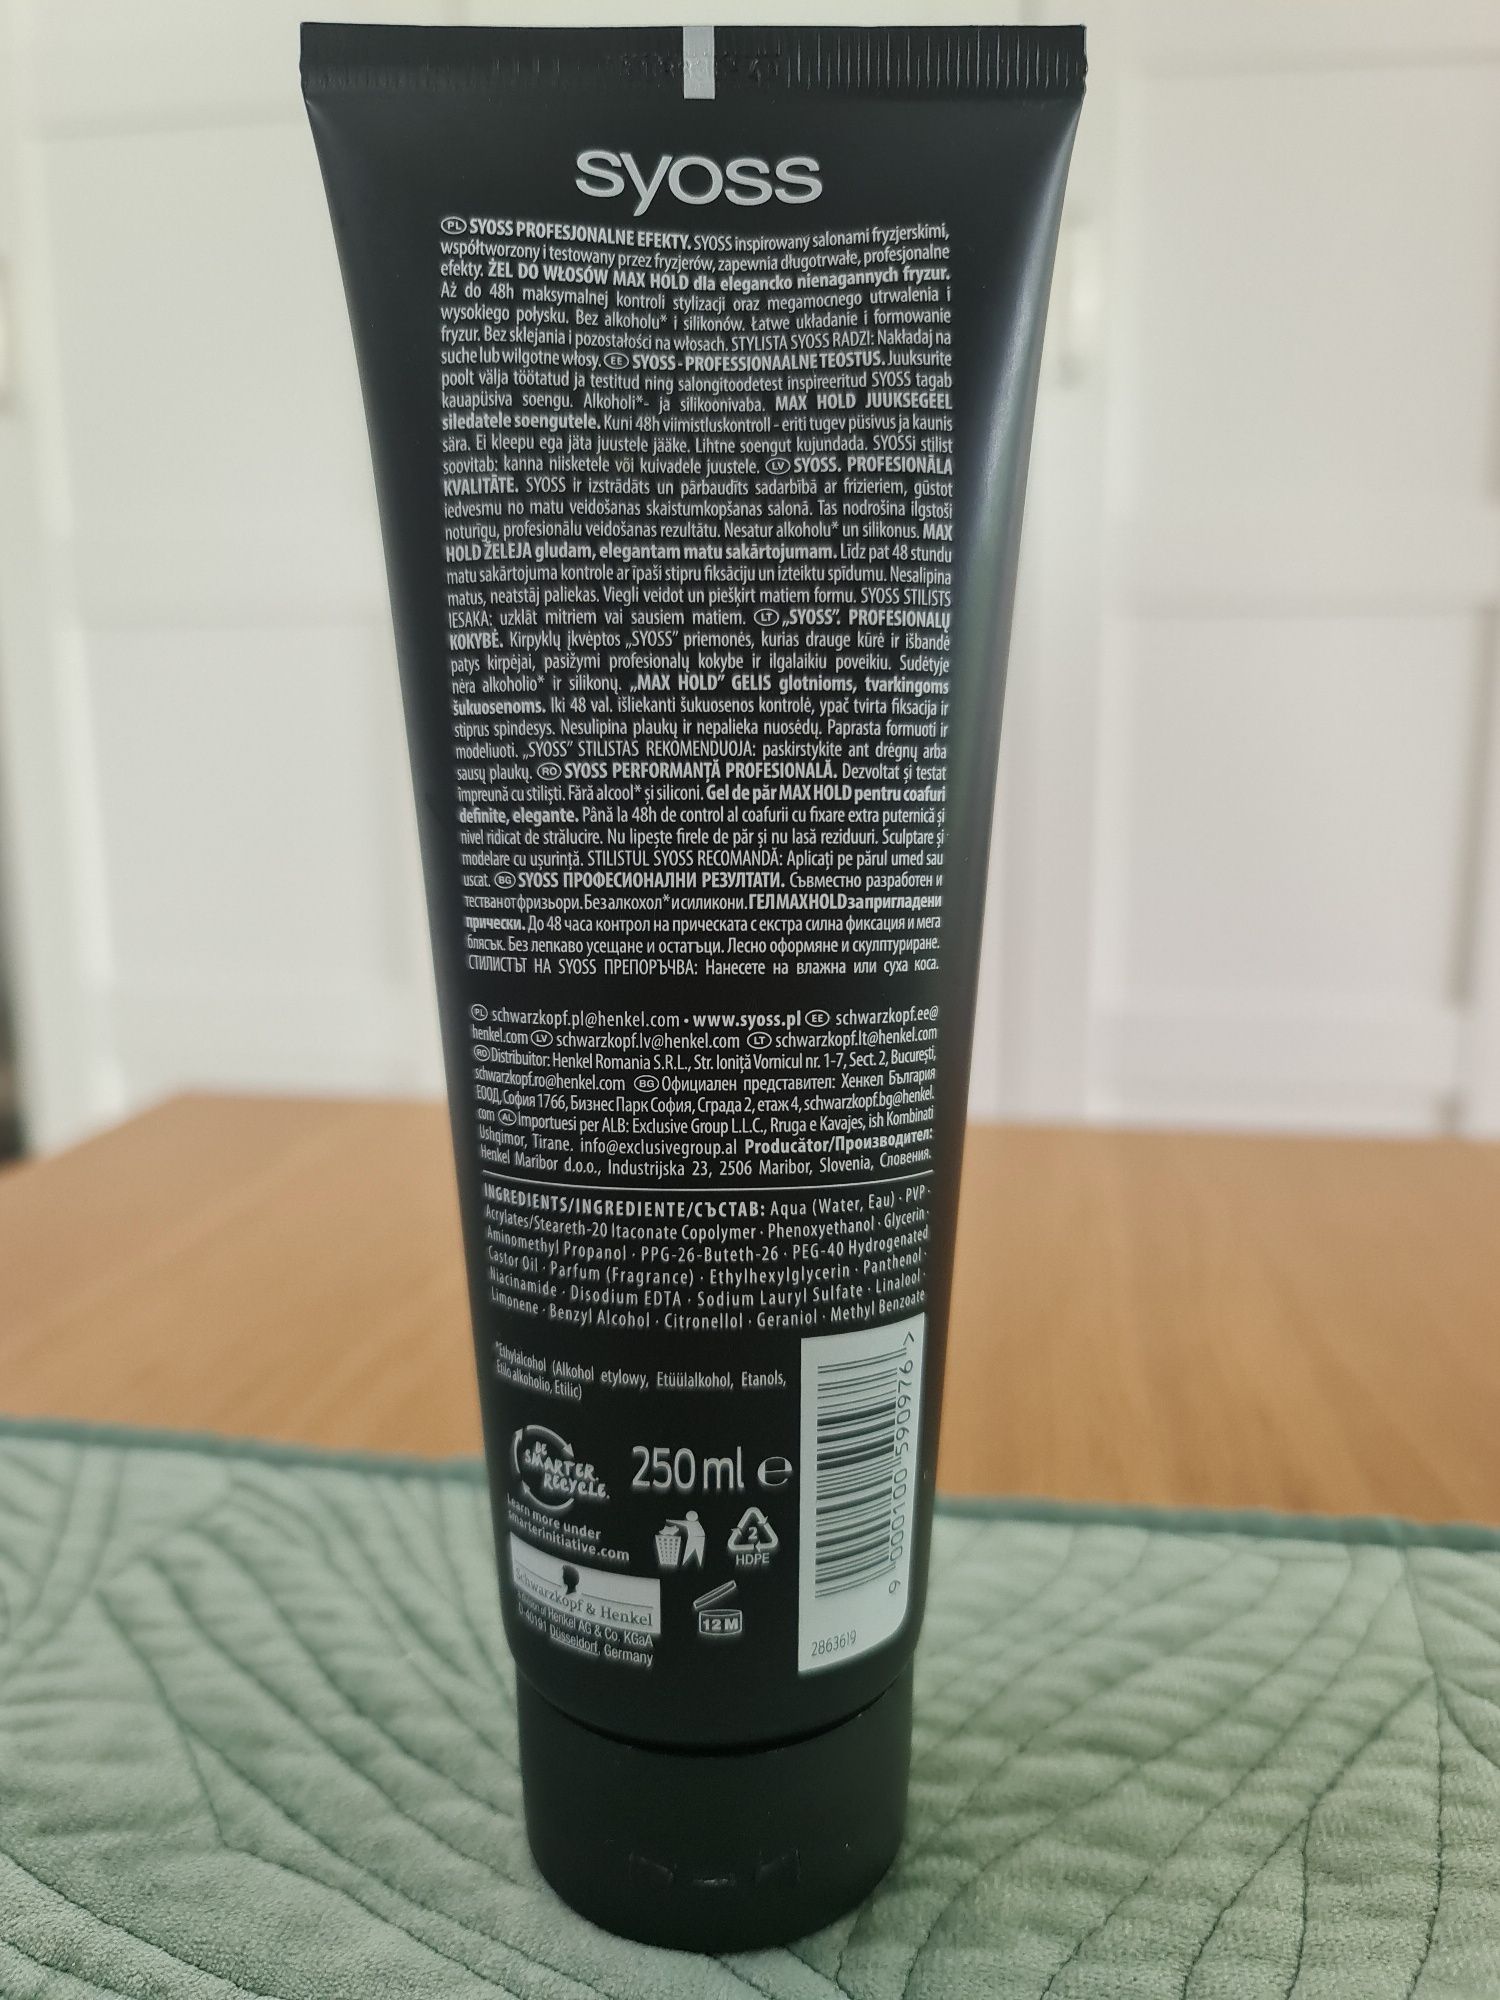 syoss
PL SYOSS PROFESJONALNE EFEKTY. SYOSS inspirowany salonami fryzjerskimi,
współtworzony i testowany przez fryzjerów, zapewnia długotrwałe, profesjonalne
efekty. ŻEL DO WŁOSÓW MAX HOLD dla elegancko nienagannych fryzur.
Aż do 48h maksymalnej kontroli stylizacji oraz megamocnego utrwalenia i
wysokiego połysku. Bez alkoholu* i silikonów. Łatwe układanie i formowanie
fryzur. Bez sklejania i pozostałości na włosach. STYLISTA SYOSS RADZI: Nakładaj na
suche lub wilgotne włosy. EE SYOSS - PROFESSIONAALNE TEOSTUS. Juuksurite
poolt välja töötatud ja testitud ning salongitoodetest inspireeritud SYOSS tagab
kauapüsiva soengu. Alkoholi*- ja silikoonivaba. MAX HOLD JUUKSEGEEL
siledatele soengutele. Kuni 48h viimistluskontroll - eriti tugev püsivus ja kaunis
sära. Ei kleepu ega jäta juustele jääke. Lihtne soengut kujundada. SYOSSi stilist
soovitab: kanna niisketele või kuivadele juustele. LV SYOSS. PROFESIONĀLA
KVALITĀTE. SYOSS ir izstrādāts un pārbaudīts sadarbībā ar frizieriem, gūstot
iedvesmu no matu veidošanas skaistumkopšanas salonā. Tas nodrošina ilgstoši
noturīgu, profesionālu veidošanas rezultātu. Nesatur alkoholu* un silikonus. MAX
HOLD ŽELEJA gludam, elegantam matu sakārtojumam. Līdz pat 48 stundu
matu sakārtojuma kontrole ar īpaši stipru fiksāciju un izteiktu spīdumu. Nesalipina
matus, neatstāj paliekas. Viegli veidot un piešķirt matiem formu. SYOSS STILISTS
IESAKA: uzklāt mitriem vai sausiem matiem. LT „SYOSS”. PROFESIONALŲ
KOKYBĖ. Kirpyklų įkvėptos „SYOSS” priemonės, kurias drauge kūrė ir išbandė
patys kirpėjai, pasižymi profesionalų kokybe ir ilgalaikiu poveikiu. Sudėtyje
nėra alkoholio* ir silikonų. „MAX HOLD” GELIS glotnioms, tvarkingoms
šukuosenoms. Iki 48 val. išliekanti šukuosenos kontrolė, ypač tvirta fiksacija ir
stiprus spindesys. Nesulipina plaukų ir nepalieka nuosėdų. Paprasta formuoti ir
modeliuoti. „SYOSS” STILISTAS REKOMENDUOJA: paskirstykite ant drėgnų arba
sausų plaukų. RO SYOSS PERFORMANȚĂ PROFESIONALĂ. Dezvoltat și testat
împreună cu stiliști. Fără alcool* și siliconi. Gel de păr MAX HOLD pentru coafuri
definite, elegante. Până la 48h de control al coafurii cu fixare extra puternică și
nivel ridicat de strălucire. Nu lipește firele de păr și nu lasă reziduuri. Sculptare și
modelare cu ușurință. STILISTUL SYOSS RECOMANDĂ: Aplicați pe părul umed sau
uscat. BG SYOSS ПРОФЕСИОНАЛНИ РЕЗУЛТАТИ. Съвместно разработен и
тестван от фризьори. Без алкохол* и силикони. ГЕЛ MAX HOLD за пригладени
прически. До 48 часа контрол на прическата с екстра силна фиксация и мега
блясък. Без лепкаво усещане и остатъци. Лесно оформяне и скулптуриране.
СТИЛИСТЪТ НА SYOSS ПРЕПОРЪЧВА: Нанесете на влажна или суха коса.
PL schwarzkopf.pl@henkel.com • www.syoss.pl EE schwarzkopf.ee@
henkel.com LV schwarzkopf.lv@henkel.com LT schwarzkopf.lt@henkel.com
RO Distribuitor: Henkel Romania S.R.L., Str. Ioniță Vornicul nr. 1-7, Sect. 2, București,
schwarzkopf.ro@henkel.com BG Официален представител: Хенкел България
ЕООД, София 1766, Бизнес Парк София, Сграда 2, етаж 4, schwarzkopf.bg@henkel.
com AL Importuesi per ALB: Exclusive Group L.L.C., Rruga e Kavajes, ish Kombinati
Ushqimor, Tirane. info@exclusivegroup.al Producător/Производител:
Henkel Maribor d.o.o., Industrijska 23, 2506 Maribor, Slovenia, Словения.
INGREDIENTS/INGREDIENTE/СЪСТАВ: Aqua (Water, Eau) · PVP ·
Acrylates/Steareth-20 Itaconate Copolymer · Phenoxyethanol · Glycerin ·
Aminomethyl Propanol · PPG-26-Buteth-26 · PEG-40 Hydrogenated
Castor Oil · Parfum (Fragrance) · Ethylhexylglycerin · Panthenol ·
Niacinamide · Disodium EDTA · Sodium Lauryl Sulfate · Linalool ·
Limonene · Benzyl Alcohol · Citronellol · Geraniol · Methyl Benzoate
*Ethylalcohol (Alkohol etylowy, Etüülalkohol, Etanols,
Etilo alkoholio, Etilic)
BE
SMARTER.
RECYCLE.
250 ml e
Learn more under
smarterinitiative.com
2
HDPE
Schwarzkopf & Henkel
a division of Henkel AG & Co. KGaA
D-40191 Düsseldorf, Germany
12M
9 000100 590976 >
2863619